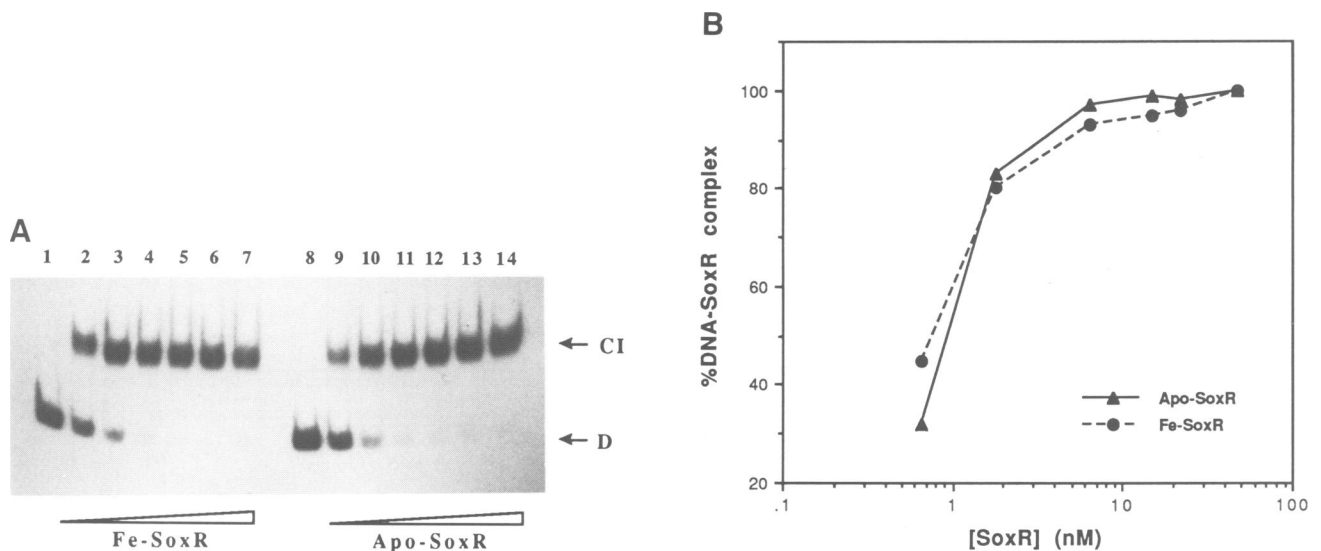 A
1 2 3 4 5 6 7 8 9 10 11 12 13 14
CI
D
Fe-SoxR Apo-SoxR
B
%DNA-SoxR complex
100
80
60
40
20
Apo-SoxR
Fe-SoxR
.1 1 10 100
[SoxR] (nM)